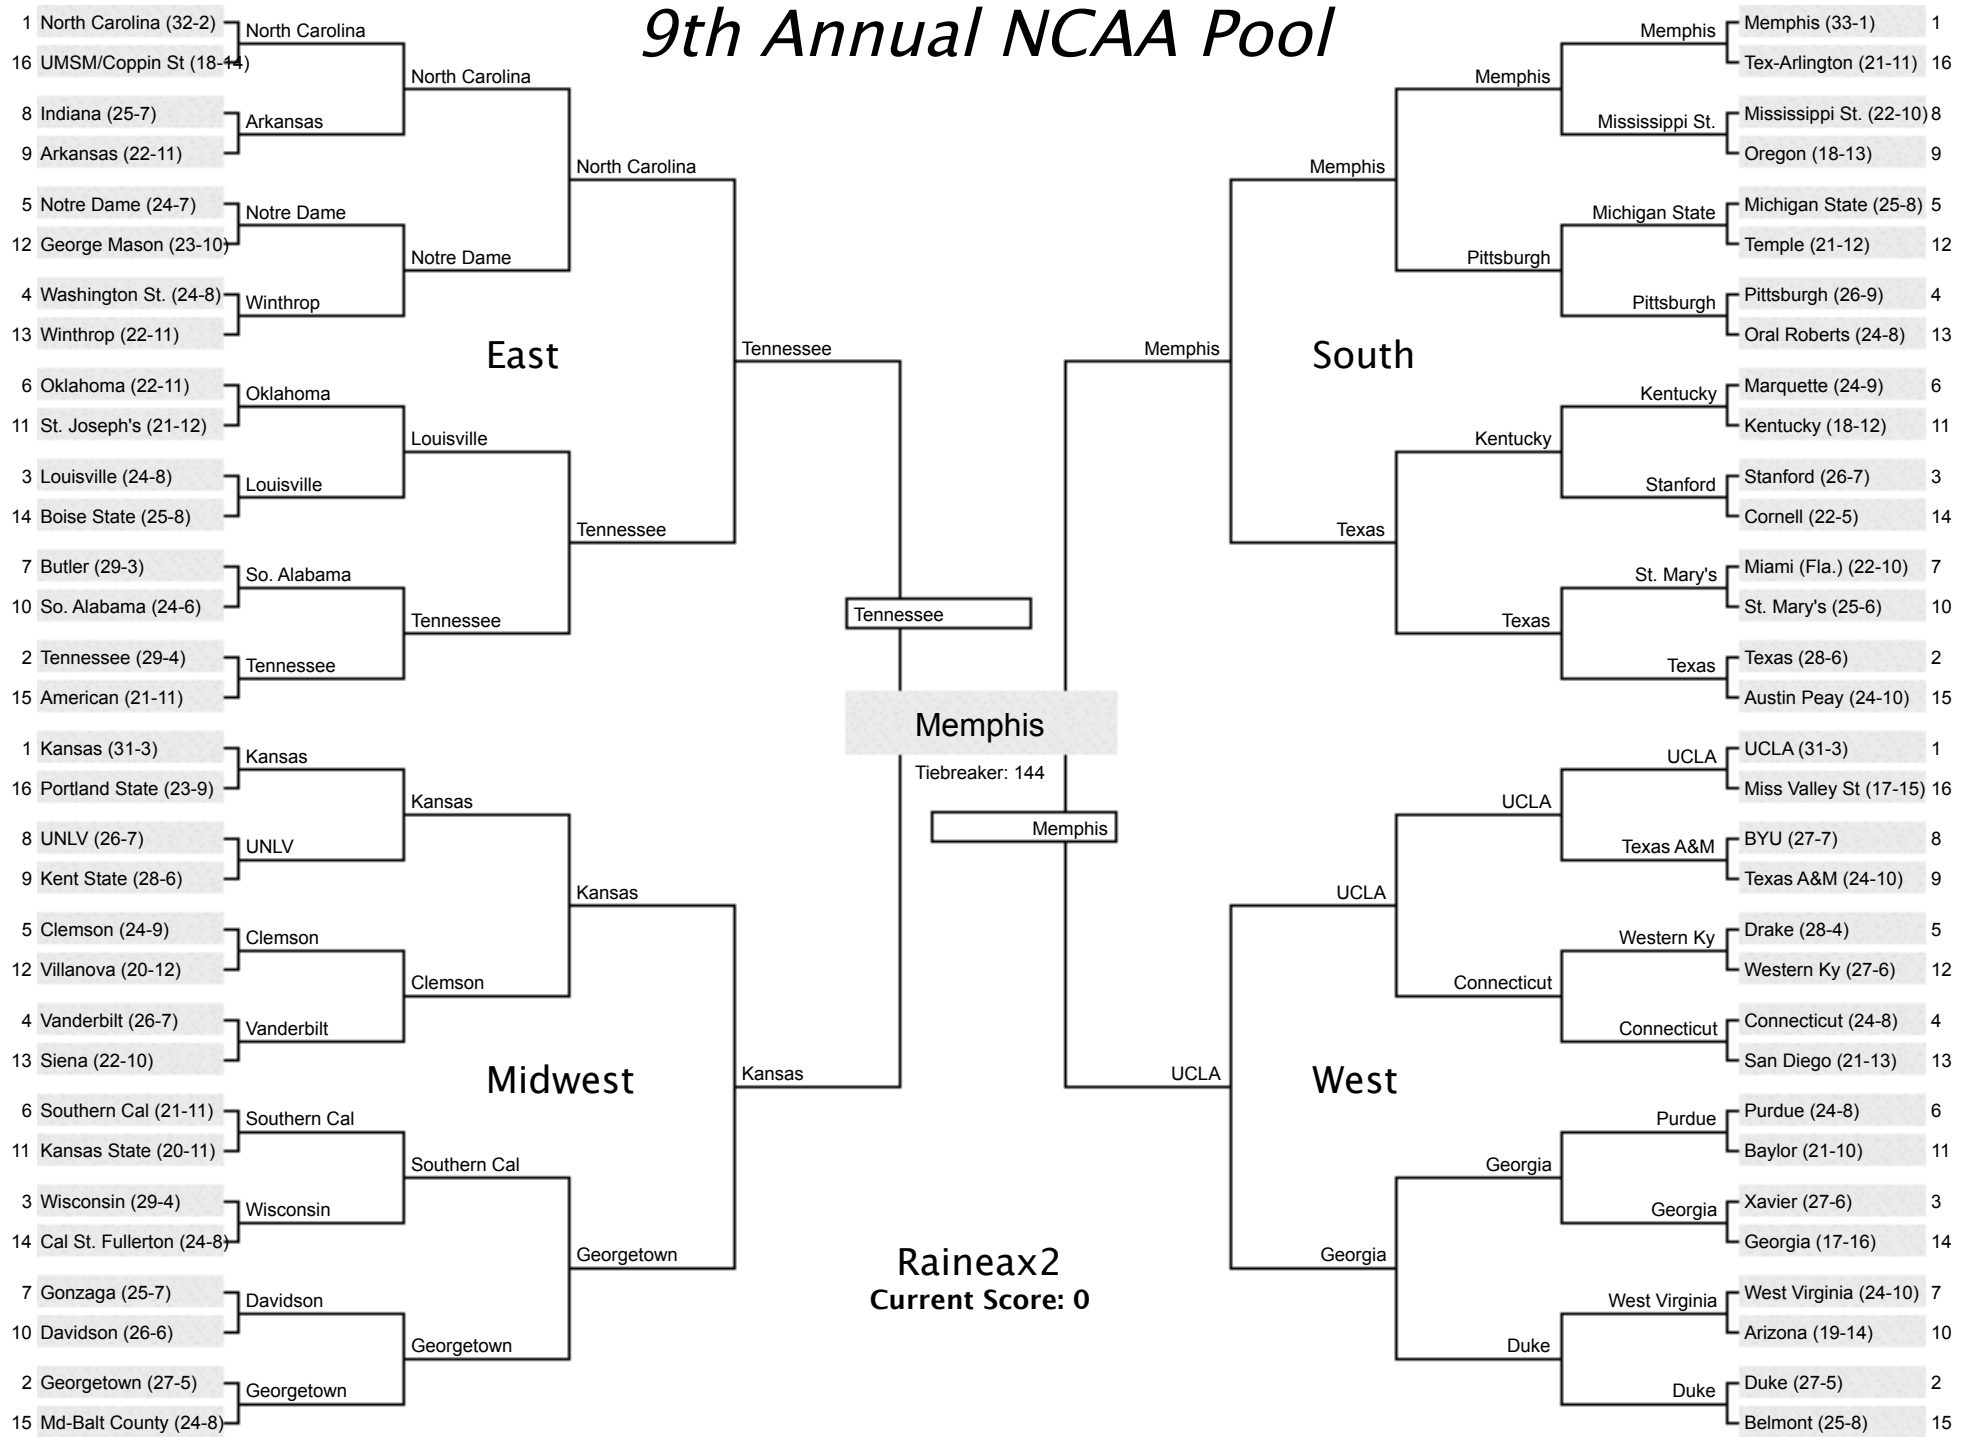 9th Annual NCAA Pool
1 North Carolina (32-2)
16 UMSM/Coppin St (18-14)
8 Indiana (25-7)
9 Arkansas (22-11)
5 Notre Dame (24-7)
12 George Mason (23-10)
4 Washington St. (24-8)
13 Winthrop (22-11)
6 Oklahoma (22-11)
11 St. Joseph's (21-12)
3 Louisville (24-8)
14 Boise State (25-8)
7 Butler (29-3)
10 So. Alabama (24-6)
2 Tennessee (29-4)
15 American (21-11)
North Carolina
Arkansas
Notre Dame
Winthrop
Oklahoma
Louisville
So. Alabama
Tennessee
North Carolina
Notre Dame
Louisville
Tennessee
North Carolina
Tennessee
East
Tennessee
1 Kansas (31-3)
16 Portland State (23-9)
8 UNLV (26-7)
9 Kent State (28-6)
5 Clemson (24-9)
12 Villanova (20-12)
4 Vanderbilt (26-7)
13 Siena (22-10)
6 Southern Cal (21-11)
11 Kansas State (20-11)
3 Wisconsin (29-4)
14 Cal St. Fullerton (24-8)
7 Gonzaga (25-7)
10 Davidson (26-6)
2 Georgetown (27-5)
15 Md-Balt County (24-8)
Kansas
UNLV
Clemson
Vanderbilt
Southern Cal
Wisconsin
Davidson
Georgetown
Kansas
Clemson
Southern Cal
Georgetown
Kansas
Georgetown
Midwest
Kansas
Tennessee
Memphis
Tiebreaker: 144
Memphis
Raineax2
Current Score: 0
Memphis
South
Memphis
Texas
Memphis
Pittsburgh
Kentucky
Texas
Memphis
Mississippi St.
Michigan State
Pittsburgh
Kentucky
Stanford
St. Mary's
Texas
Memphis (33-1) 1
Tex-Arlington (21-11) 16
Mississippi St. (22-10) 8
Oregon (18-13) 9
Michigan State (25-8) 5
Temple (21-12) 12
Pittsburgh (26-9) 4
Oral Roberts (24-8) 13
Marquette (24-9) 6
Kentucky (18-12) 11
Stanford (26-7) 3
Cornell (22-5) 14
Miami (Fla.) (22-10) 7
St. Mary's (25-6) 10
Texas (28-6) 2
Austin Peay (24-10) 15
UCLA
West
UCLA
Georgia
UCLA
Connecticut
Georgia
Duke
UCLA
Texas A&M
Western Ky
Connecticut
Purdue
Georgia
West Virginia
Duke
UCLA (31-3) 1
Miss Valley St (17-15) 16
BYU (27-7) 8
Texas A&M (24-10) 9
Drake (28-4) 5
Western Ky (27-6) 12
Connecticut (24-8) 4
San Diego (21-13) 13
Purdue (24-8) 6
Baylor (21-10) 11
Xavier (27-6) 3
Georgia (17-16) 14
West Virginia (24-10) 7
Arizona (19-14) 10
Duke (27-5) 2
Belmont (25-8) 15